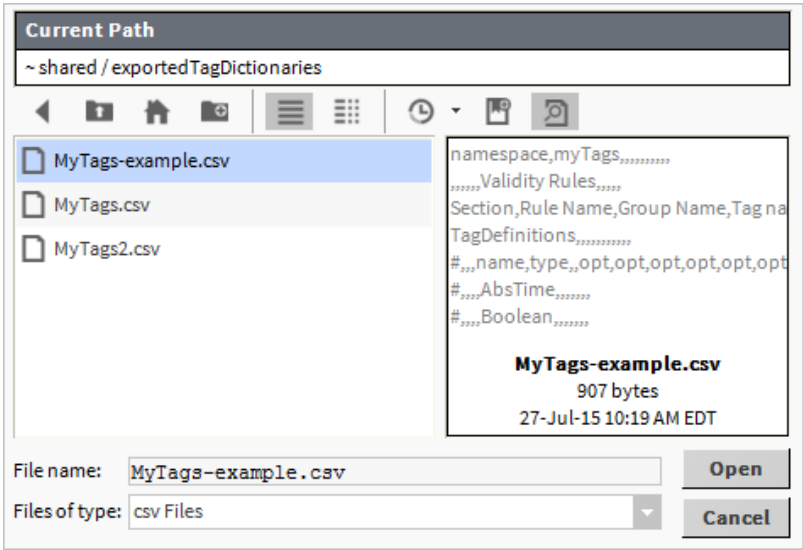 Current Path
~ shared / exportedTagDictionaries
MyTags-example.csv
MyTags.csv
MyTags2.csv
namespace,myTags,,,,,,,,,,
,,,,,,Validity Rules,,,,,
Section,Rule Name,Group Name,Tag na
TagDefinitions,,,,,,,,,,,
#,,,name,type,,opt,opt,opt,opt,opt,opt
#,,,,AbsTime,,,,,,,
#,,,,Boolean,,,,,,,
MyTags-example.csv
907 bytes
27-Jul-15 10:19 AM EDT
File name: MyTags-example.csv
Open
Files of type: csv Files
Cancel